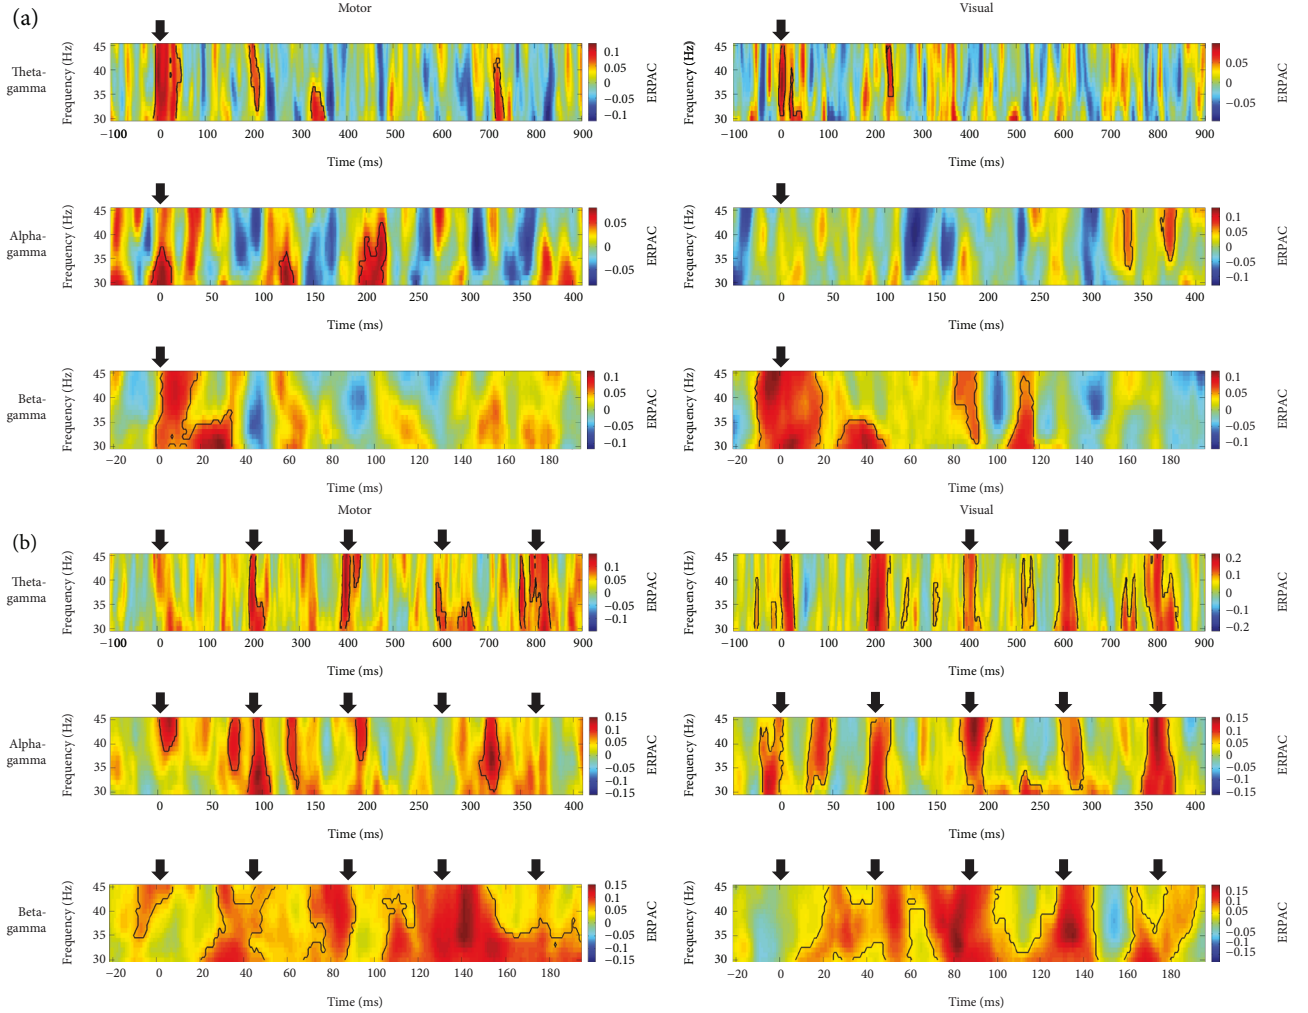 (a)
Motor
Visual
Theta-
gamma
Frequency (Hz)
45
40
35
30
−100 0 100 200 300 400 500 600 700 800 900
Time (ms)
0.1
0.05
0
−0.05
−0.1
ERPAC
Frequency (Hz)
45
40
35
30
−100 0 100 200 300 400 500 600 700 800 900
Time (ms)
0.05
0
−0.05
ERPAC
Alpha-
gamma
Frequency (Hz)
45
40
35
30
0 50 100 150 200 250 300 350 400
Time (ms)
0.05
0
−0.05
ERPAC
Frequency (Hz)
45
40
35
30
0 50 100 150 200 250 300 350 400
Time (ms)
0.1
0.05
0
−0.05
−0.1
ERPAC
Beta-
gamma
Frequency (Hz)
45
40
35
30
−20 0 20 40 60 80 100 120 140 160 180
Time (ms)
0.1
0.05
0
−0.05
−0.1
ERPAC
Frequency (Hz)
45
40
35
30
−20 0 20 40 60 80 100 120 140 160 180
Time (ms)
0.1
0.05
0
−0.05
−0.1
ERPAC
(b)
Motor
Visual
Theta-
gamma
Frequency (Hz)
45
40
35
30
−100 0 100 200 300 400 500 600 700 800 900
Time (ms)
0.1
0.05
0
−0.05
−0.1
ERPAC
Frequency (Hz)
45
40
35
30
−100 0 100 200 300 400 500 600 700 800 900
Time (ms)
0.2
0.1
0
−0.1
−0.2
ERPAC
Alpha-
gamma
Frequency (Hz)
45
40
35
30
0 50 100 150 200 250 300 350 400
Time (ms)
0.15
0.1
0.05
0
−0.05
−0.1
−0.15
ERPAC
Frequency (Hz)
45
40
35
30
0 50 100 150 200 250 300 350 400
Time (ms)
0.15
0.1
0.05
0
−0.05
−0.1
−0.15
ERPAC
Beta-
gamma
Frequency (Hz)
45
40
35
30
−20 0 20 40 60 80 100 120 140 160 180
Time (ms)
0.15
0.1
0.05
0
−0.05
−0.1
−0.15
ERPAC
Frequency (Hz)
45
40
35
30
−20 0 20 40 60 80 100 120 140 160 180
Time (ms)
0.15
0.1
0.05
0
−0.05
−0.1
−0.15
ERPAC